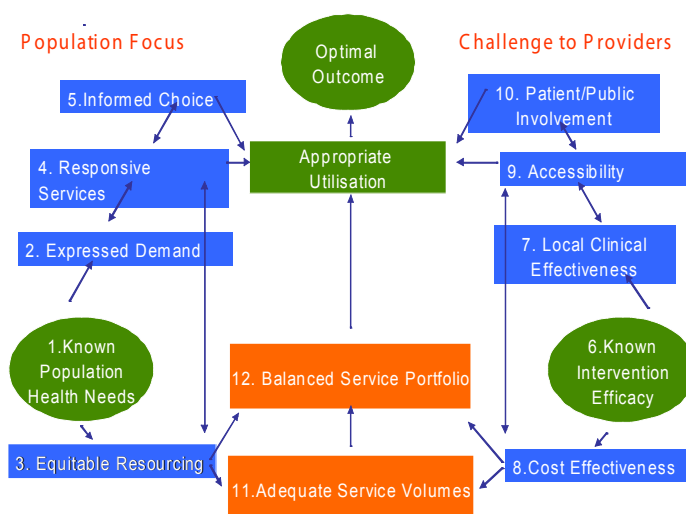 Population Focus
Optimal
Outcome
Challenge to Providers
5.Informed Choice
10. Patient/Public
Involvement
4. Responsive
Services
Appropriate
Utilisation
9. Accessibility
2. Expressed Demand
7. Local Clinical
Effectiveness
1.Known
Population
Health Needs
12. Balanced Service Portfolio
6.Known
Intervention
Efficacy
3. Equitable Resourcing
11.Adequate Service Volumes
8.Cost Effectiveness